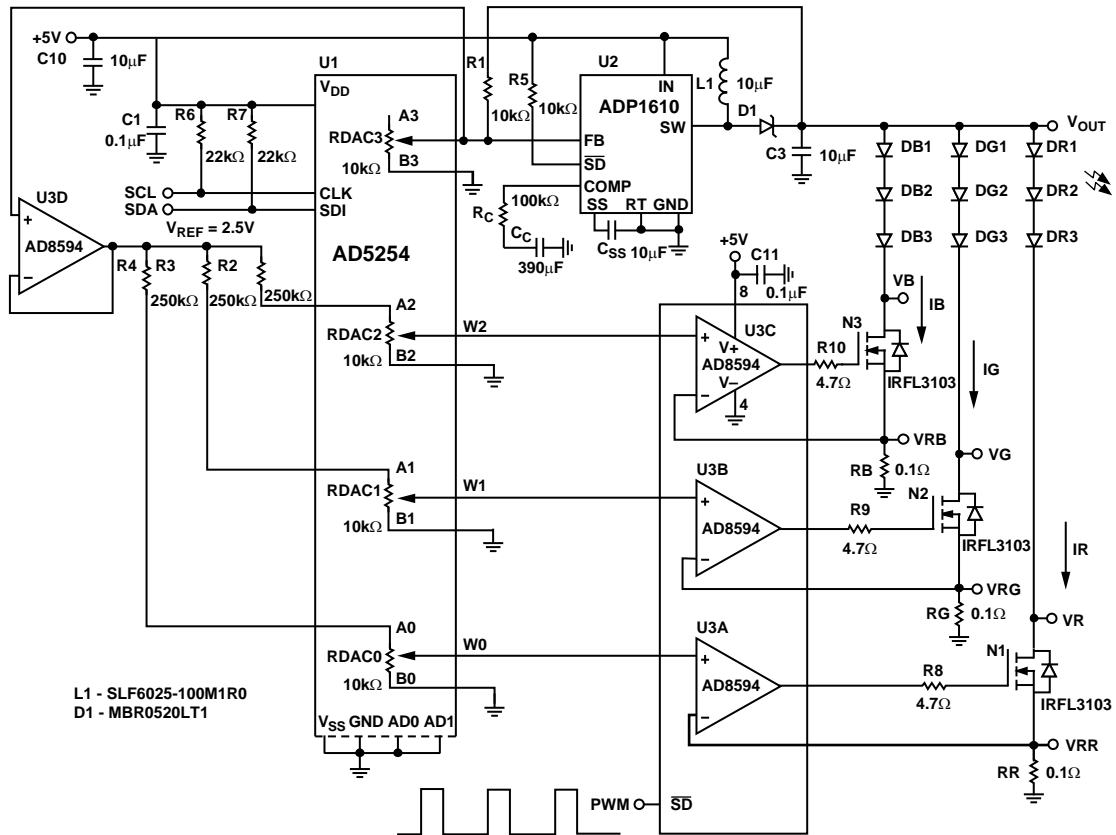 +5V
C10
10μF
C1
0.1μF
R6
R7
22kΩ
22kΩ
SCL
SDA
U3D
+
AD8594
−
VREF = 2.5V
R4
R3
R2
250kΩ
250kΩ
250kΩ
U1
VDD
A3
RDAC3
10kΩ
B3
CLK
SDI
AD5254
A2
RDAC2
10kΩ
B2
W2
A1
RDAC1
10kΩ
B1
W1
A0
RDAC0
10kΩ
B0
W0
VSS GND AD0 AD1
R1
10kΩ
R5
10kΩ
U2
IN
ADP1610
SW
FB
SD
COMP
SS RT GND
100kΩ
RC
CC
390μF
CSS 10μF
L1
10μF
D1
C3
10μF
VOUT
DB1
DG1
DR1
DB2
DG2
DR2
DB3
DG3
DR3
+5V
C11
0.1μF
8
U3C
+
V+
AD8594
V−
−
4
R10
4.7Ω
N3
IRFL3103
VB
IB
IG
VRB
RB
0.1Ω
VG
U3B
+
AD8594
−
R9
4.7Ω
N2
IRFL3103
IR
VRG
RG
0.1Ω
VR
U3A
+
AD8594
−
R8
4.7Ω
N1
IRFL3103
VRR
RR
0.1Ω
L1 - SLF6025-100M1R0
D1 - MBR0520LT1
PWM
SD